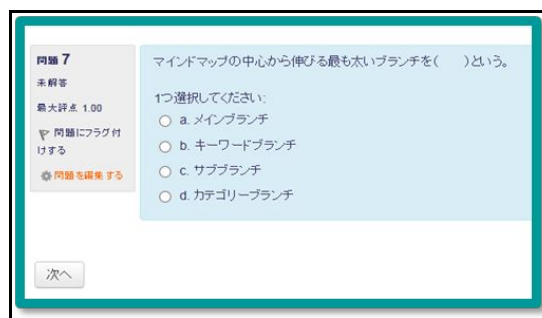 問題 7
未解答
最大評点 1.00
問題にフラグ付
けする
問題を編集する
マインドマップの中心から伸びる最も太いブランチを(　　)という。
1つ選択してください:
a. メインブランチ
b. キーワードブランチ
c. サブブランチ
d. カテゴリーブランチ
次へ